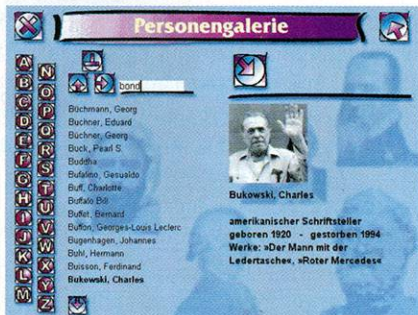 Personengalerie
A
B
C
D
E
F
G
H
I
J
K
L
M
N
O
P
Q
R
S
T
U
V
W
X
Y
Z
bond
Büchmann, Georg
Buchner, Eduard
Büchner, Georg
Buck, Pearl S.
Buddha
Bufalino, Gesualdo
Buff, Charlotte
Buffalo Bill
Buffet, Bernard
Buffon, Georges-Louis Leclerc
Bugenhagen, Johannes
Buhl, Hermann
Buisson, Ferdinand
Bukowski, Charles
Bukowski, Charles
amerikanischer Schriftsteller
geboren 1920 - gestorben 1994
Werke: »Der Mann mit der
Ledertasche«, »Roter Mercedes«